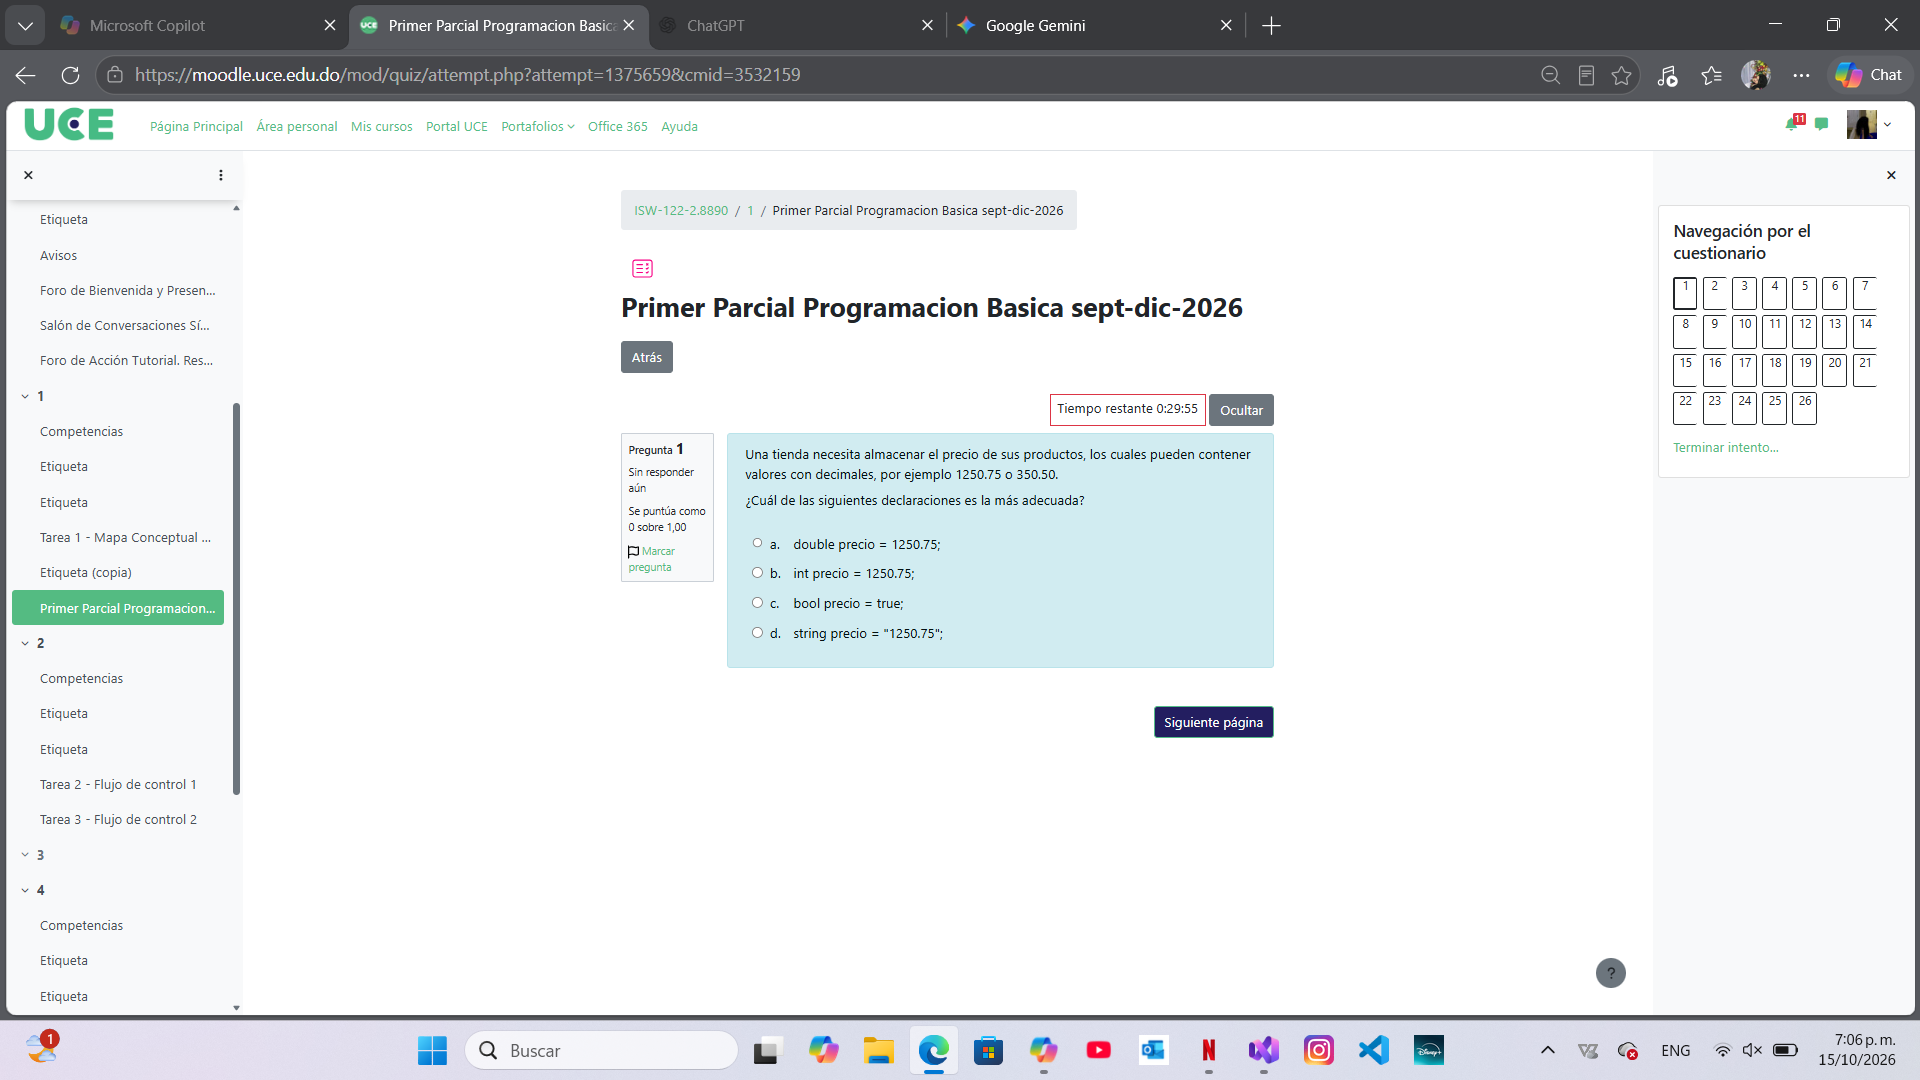 Microsoft Copilot
Primer Parcial Programacion Basica
ChatGPT
Google Gemini
https://moodle.uce.edu.do/mod/quiz/attempt.php?attempt=1375659&cmid=3532159
Chat
UCE
Página Principal
Área personal
Mis cursos
Portal UCE
Portafolios
Office 365
Ayuda
11
Etiqueta
Avisos
Foro de Bienvenida y Presen...
Salón de Conversaciones Sí...
Foro de Acción Tutorial. Res...
1
Competencias
Etiqueta
Etiqueta
Tarea 1 - Mapa Conceptual ...
Etiqueta (copia)
Primer Parcial Programacion...
2
Competencias
Etiqueta
Etiqueta
Tarea 2 - Flujo de control 1
Tarea 3 - Flujo de control 2
3
4
Competencias
Etiqueta
Etiqueta
ISW-122-2.8890 / 1 / Primer Parcial Programacion Basica sept-dic-2026
Primer Parcial Programacion Basica sept-dic-2026
Atrás
Tiempo restante 0:29:55
Ocultar
Pregunta 1
Sin responder
aún
Se puntúa como
0 sobre 1,00
Marcar
pregunta
Una tienda necesita almacenar el precio de sus productos, los cuales pueden contener
valores con decimales, por ejemplo 1250.75 o 350.50.
¿Cuál de las siguientes declaraciones es la más adecuada?
a. double precio = 1250.75;
b. int precio = 1250.75;
c. bool precio = true;
d. string precio = "1250.75";
Siguiente página
Navegación por el
cuestionario
1 2 3 4 5 6 7
8 9 10 11 12 13 14
15 16 17 18 19 20 21
22 23 24 25 26
Terminar intento...
?
1
Buscar
Disney+
ENG
7:06 p. m.
15/10/2026